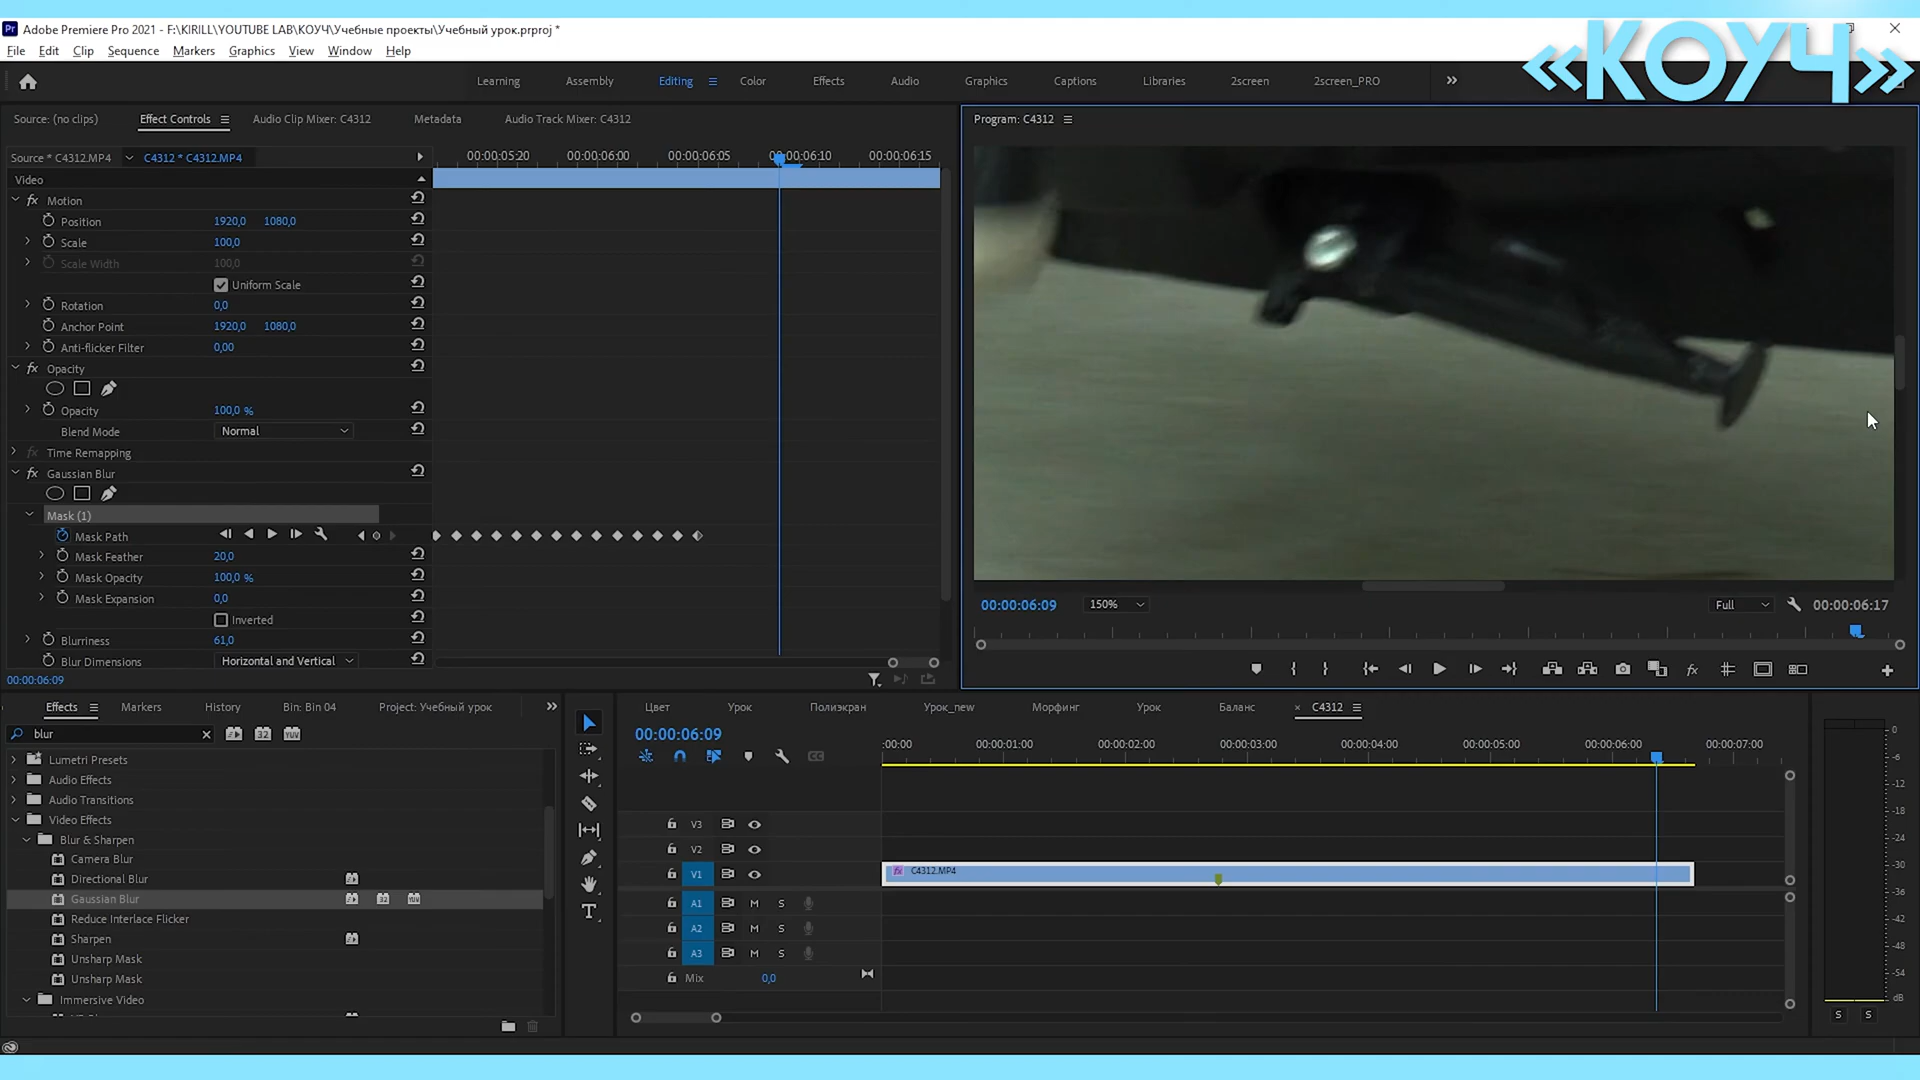 Adobe Premiere Pro 2021 - F:\KIRILL\YOUTUBE LAB\КОУЧ\Учебные проекты\Учебный урок.prproj *
«КОУЧ»
File Edit Clip Sequence Markers Graphics View Window Help
Learning Assembly Editing Color Effects Audio Graphics Captions Libraries 2screen 2screen_PRO
Source: (no clips) Effect Controls Audio Clip Mixer: C4312 Metadata Audio Track Mixer: C4312
Program: C4312
Source * C4312.MP4 C4312 * C4312.MP4
00:00:05:20 00:00:06:00 00:00:06:05 00:00:06:10 00:00:06:15
Video
fx Motion
Position 1920,0 1080,0
Scale 100,0
Scale Width 100,0
Uniform Scale
Rotation 0,0
Anchor Point 1920,0 1080,0
Anti-flicker Filter 0,00
fx Opacity
Opacity 100,0 %
Blend Mode Normal
fx Time Remapping
fx Gaussian Blur
Mask (1)
Mask Path
Mask Feather 20,0
Mask Opacity 100,0 %
Mask Expansion 0,0
Inverted
Blurriness 61,0
Blur Dimensions Horizontal and Vertical
00:00:06:09
00:00:06:09 150% Full 00:00:06:17
Effects Markers History Bin: Bin 04 Project: Учебный урок
blur
32 YUV
Lumetri Presets
Audio Effects
Audio Transitions
Video Effects
Blur & Sharpen
Camera Blur
Directional Blur
Gaussian Blur
Reduce Interlace Flicker
Sharpen
Unsharp Mask
Unsharp Mask
Immersive Video
Цвет Урок Полиэкран Урок_new Морфинг Урок Баланс × C4312
00:00:06:09
:00:00 00:00:01:00 00:00:02:00 00:00:03:00 00:00:04:00 00:00:05:00 00:00:06:00 00:00:07:00
V3
V2
V1 fx C4312.MP4
A1 M S
A2 M S
A3 M S
Mix 0,0
0
-6
-12
-18
-24
-30
-36
-42
-48
-54
dB
S S